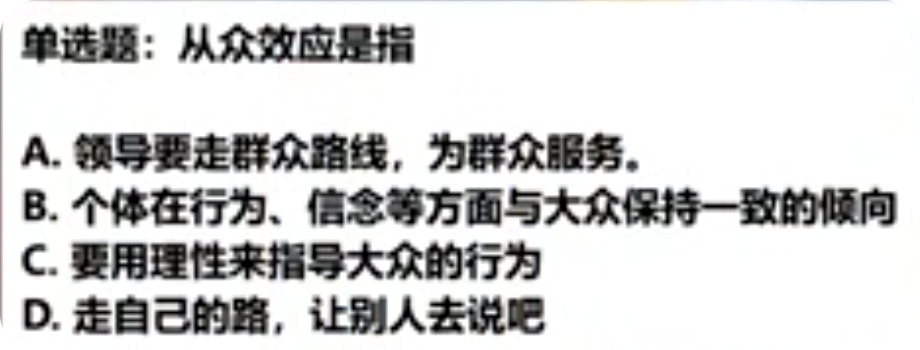 单选题：从众效应是指
A. 领导要走群众路线，为群众服务。
B. 个体在行为、信念等方面与大众保持一致的倾向
C. 要用理性来指导大众的行为
D. 走自己的路，让别人去说吧